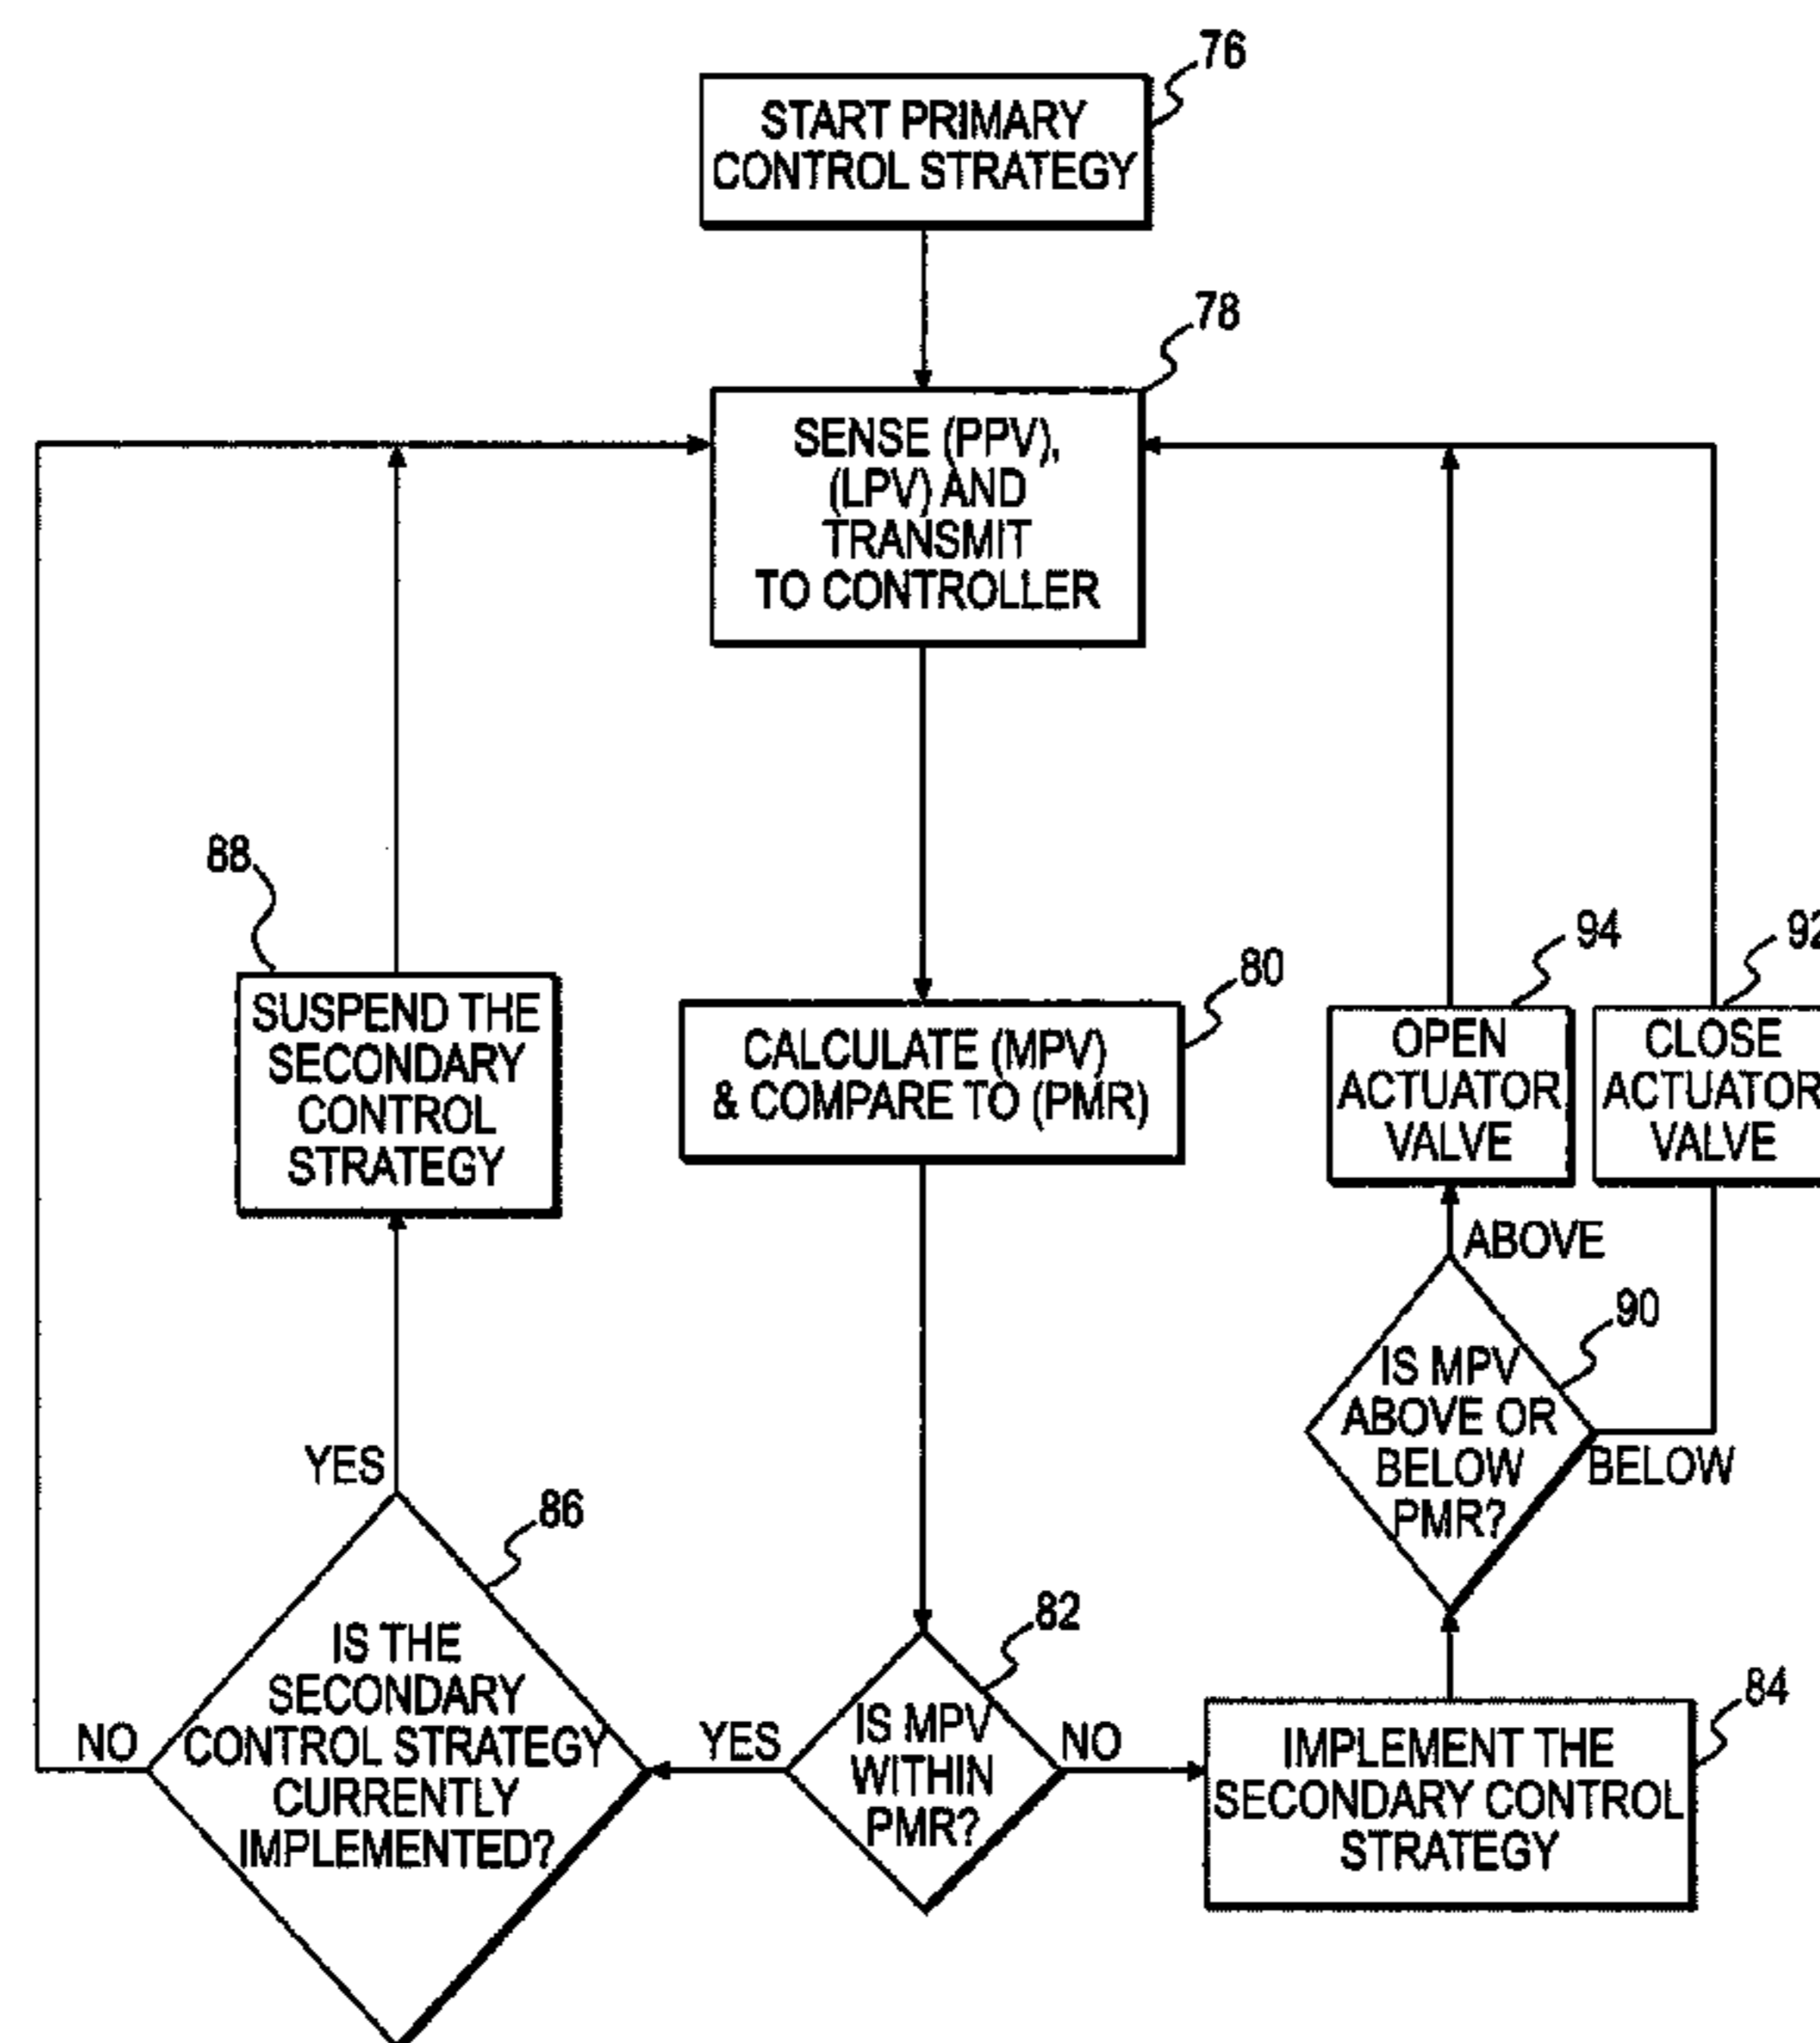 76
START PRIMARY
CONTROL STRATEGY
78
SENSE (PPV),
(LPV) AND
TRANSMIT
TO CONTROLLER
88
SUSPEND THE
SECONDARY
CONTROL
STRATEGY
80
CALCULATE (MPV)
& COMPARE TO (PMR)
94
OPEN
ACTUATOR
VALVE
92
CLOSE
ACTUATOR
VALVE
ABOVE
90
IS MPV
ABOVE OR
BELOW
PMR?
BELOW
YES
86
IS THE
SECONDARY
CONTROL STRATEGY
CURRENTLY
IMPLEMENTED?
NO
YES
82
IS MPV
WITHIN
PMR?
NO
84
IMPLEMENT THE
SECONDARY CONTROL
STRATEGY